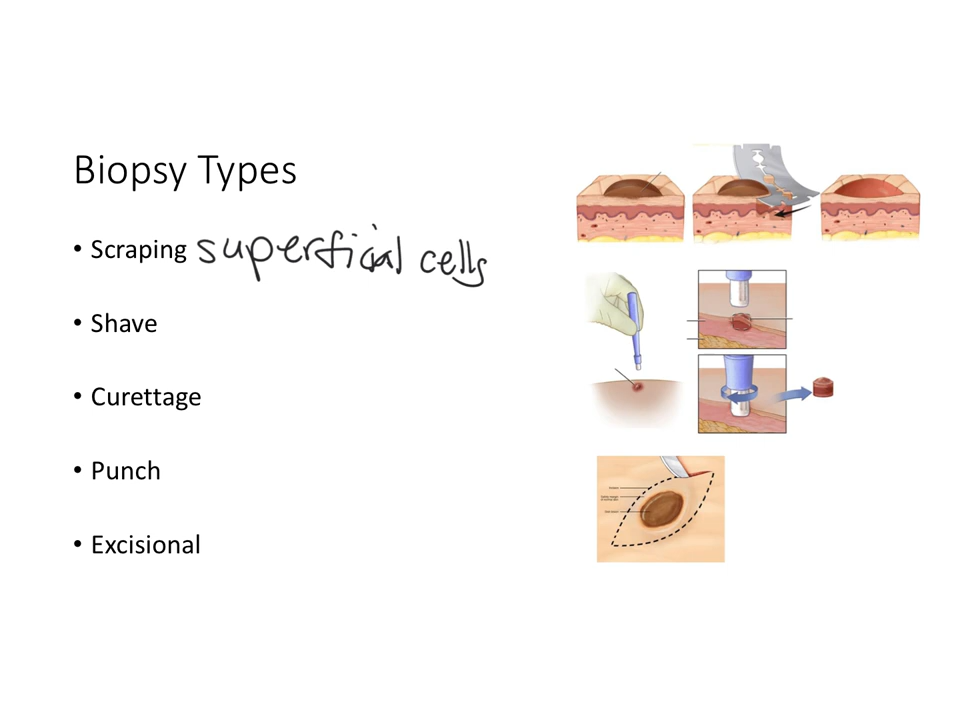 Biopsy Types
• Scraping superficial cells
• Shave
• Curettage
• Punch
• Excisional